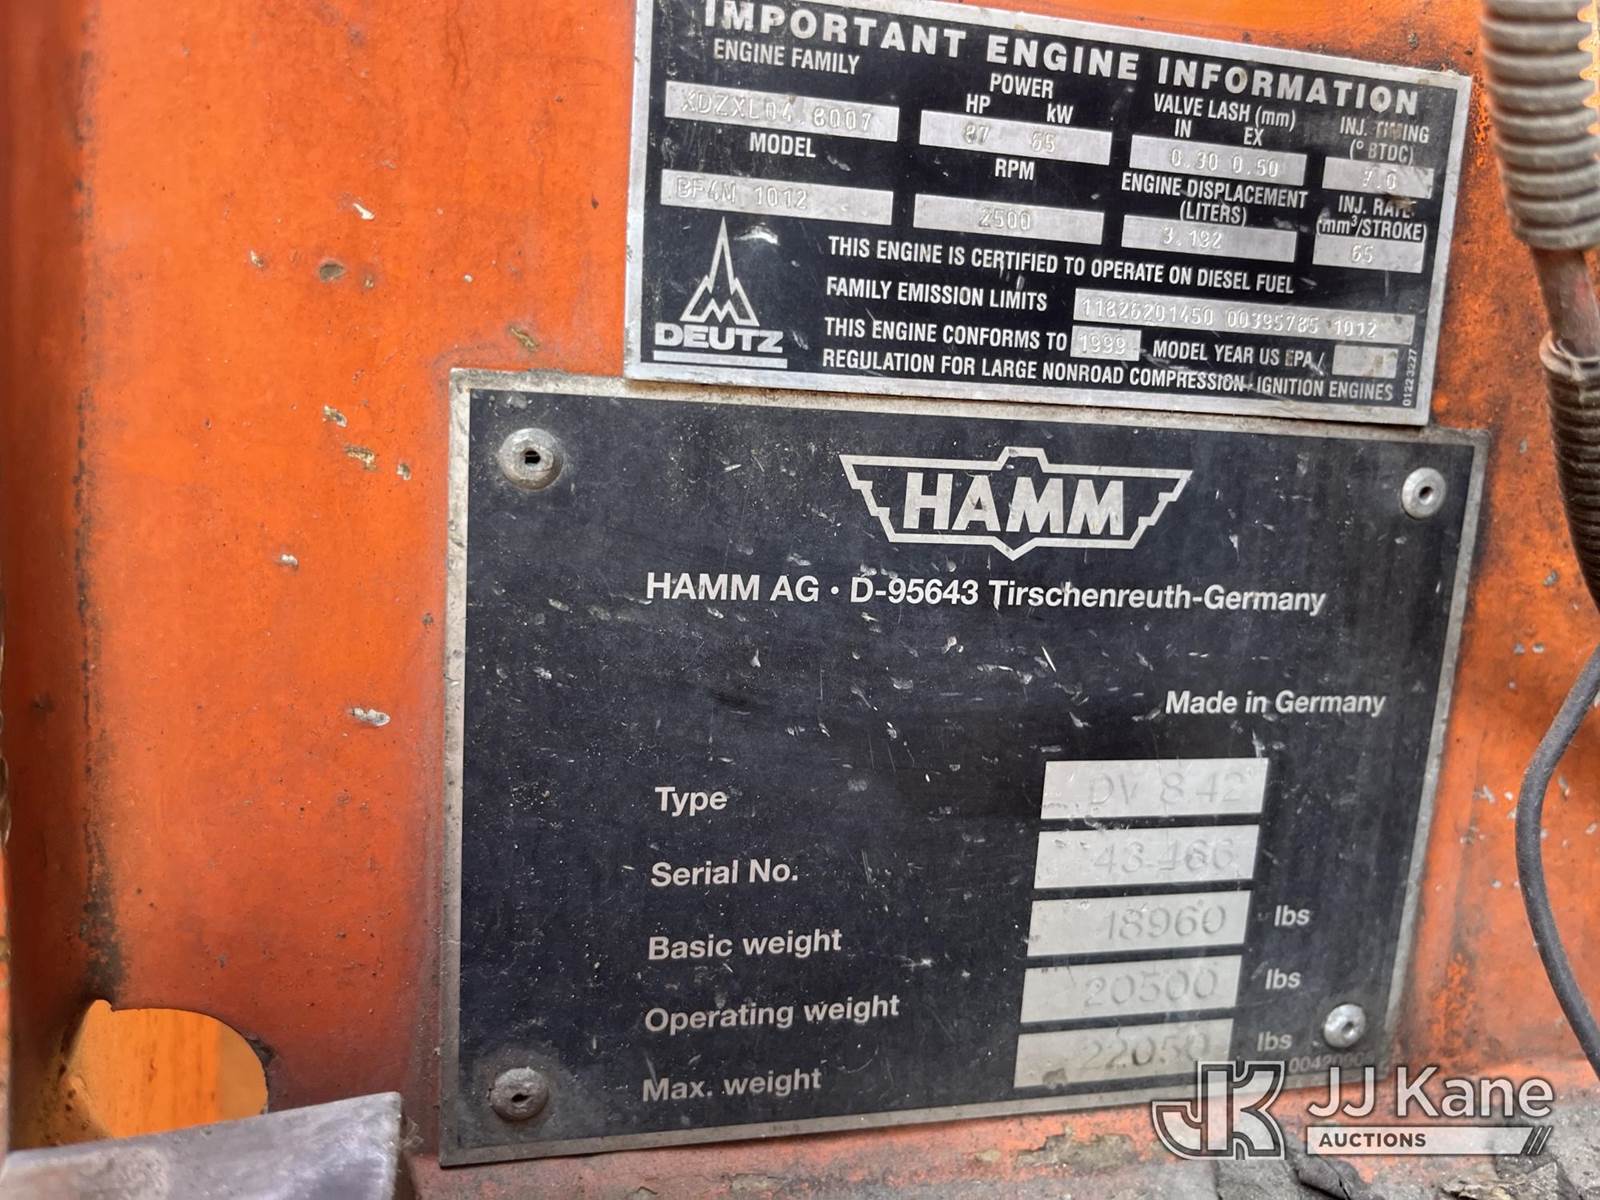 IMPORTANT ENGINE INFORMATION
ENGINE FAMILY
XDZXL04.8007
MODEL
BF4M 1012
POWER
HP kW
87 65
RPM
2500
VALVE LASH (mm)
IN EX
0.30 0.50
ENGINE DISPLACEMENT
(LITERS)
3.192
INJ. TIMING
(° BTDC)
7.0
INJ. RATE.
(mm³/STROKE)
65
THIS ENGINE IS CERTIFIED TO OPERATE ON DIESEL FUEL
FAMILY EMISSION LIMITS 11826201450 00395785 1012
THIS ENGINE CONFORMS TO 1999 MODEL YEAR US EPA /
REGULATION FOR LARGE NONROAD COMPRESSION-IGNITION ENGINES
0122 3227
DEUTZ
HAMM
HAMM AG · D-95643 Tirschenreuth-Germany
Made in Germany
Type DV 8.42
Serial No.
Basic weight 18960 lbs
Operating weight 20500 lbs
Max. weight 22050 lbs
JK JJ Kane
AUCTIONS